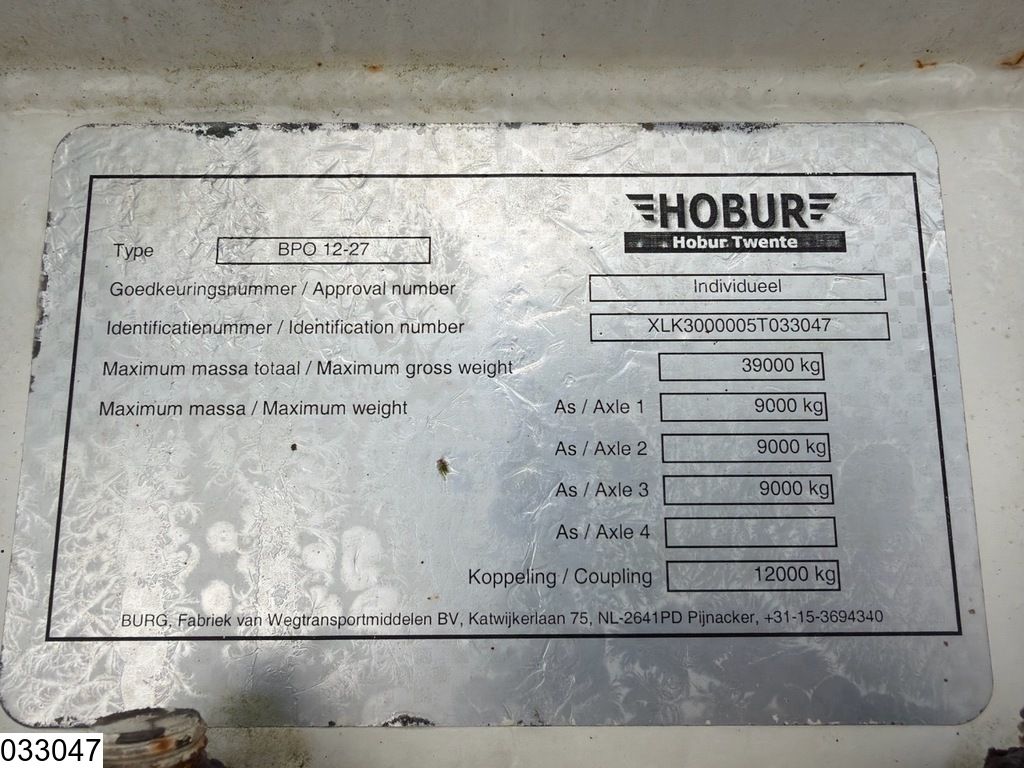 HOBUR
Hobur Twente
Type BPO 12-27
Goedkeuringsnummer / Approval number Individueel
Identificatienummer / Identification number XLK3000005T033047
Maximum massa totaal / Maximum gross weight 39000 kg
Maximum massa / Maximum weight As / Axle 1 9000 kg
As / Axle 2 9000 kg
As / Axle 3 9000 kg
As / Axle 4
Koppeling / Coupling 12000 kg
BURG, Fabriek van Wegtransportmiddelen BV, Katwijkerlaan 75, NL-2641PD Pijnacker, +31-15-3694340
033047